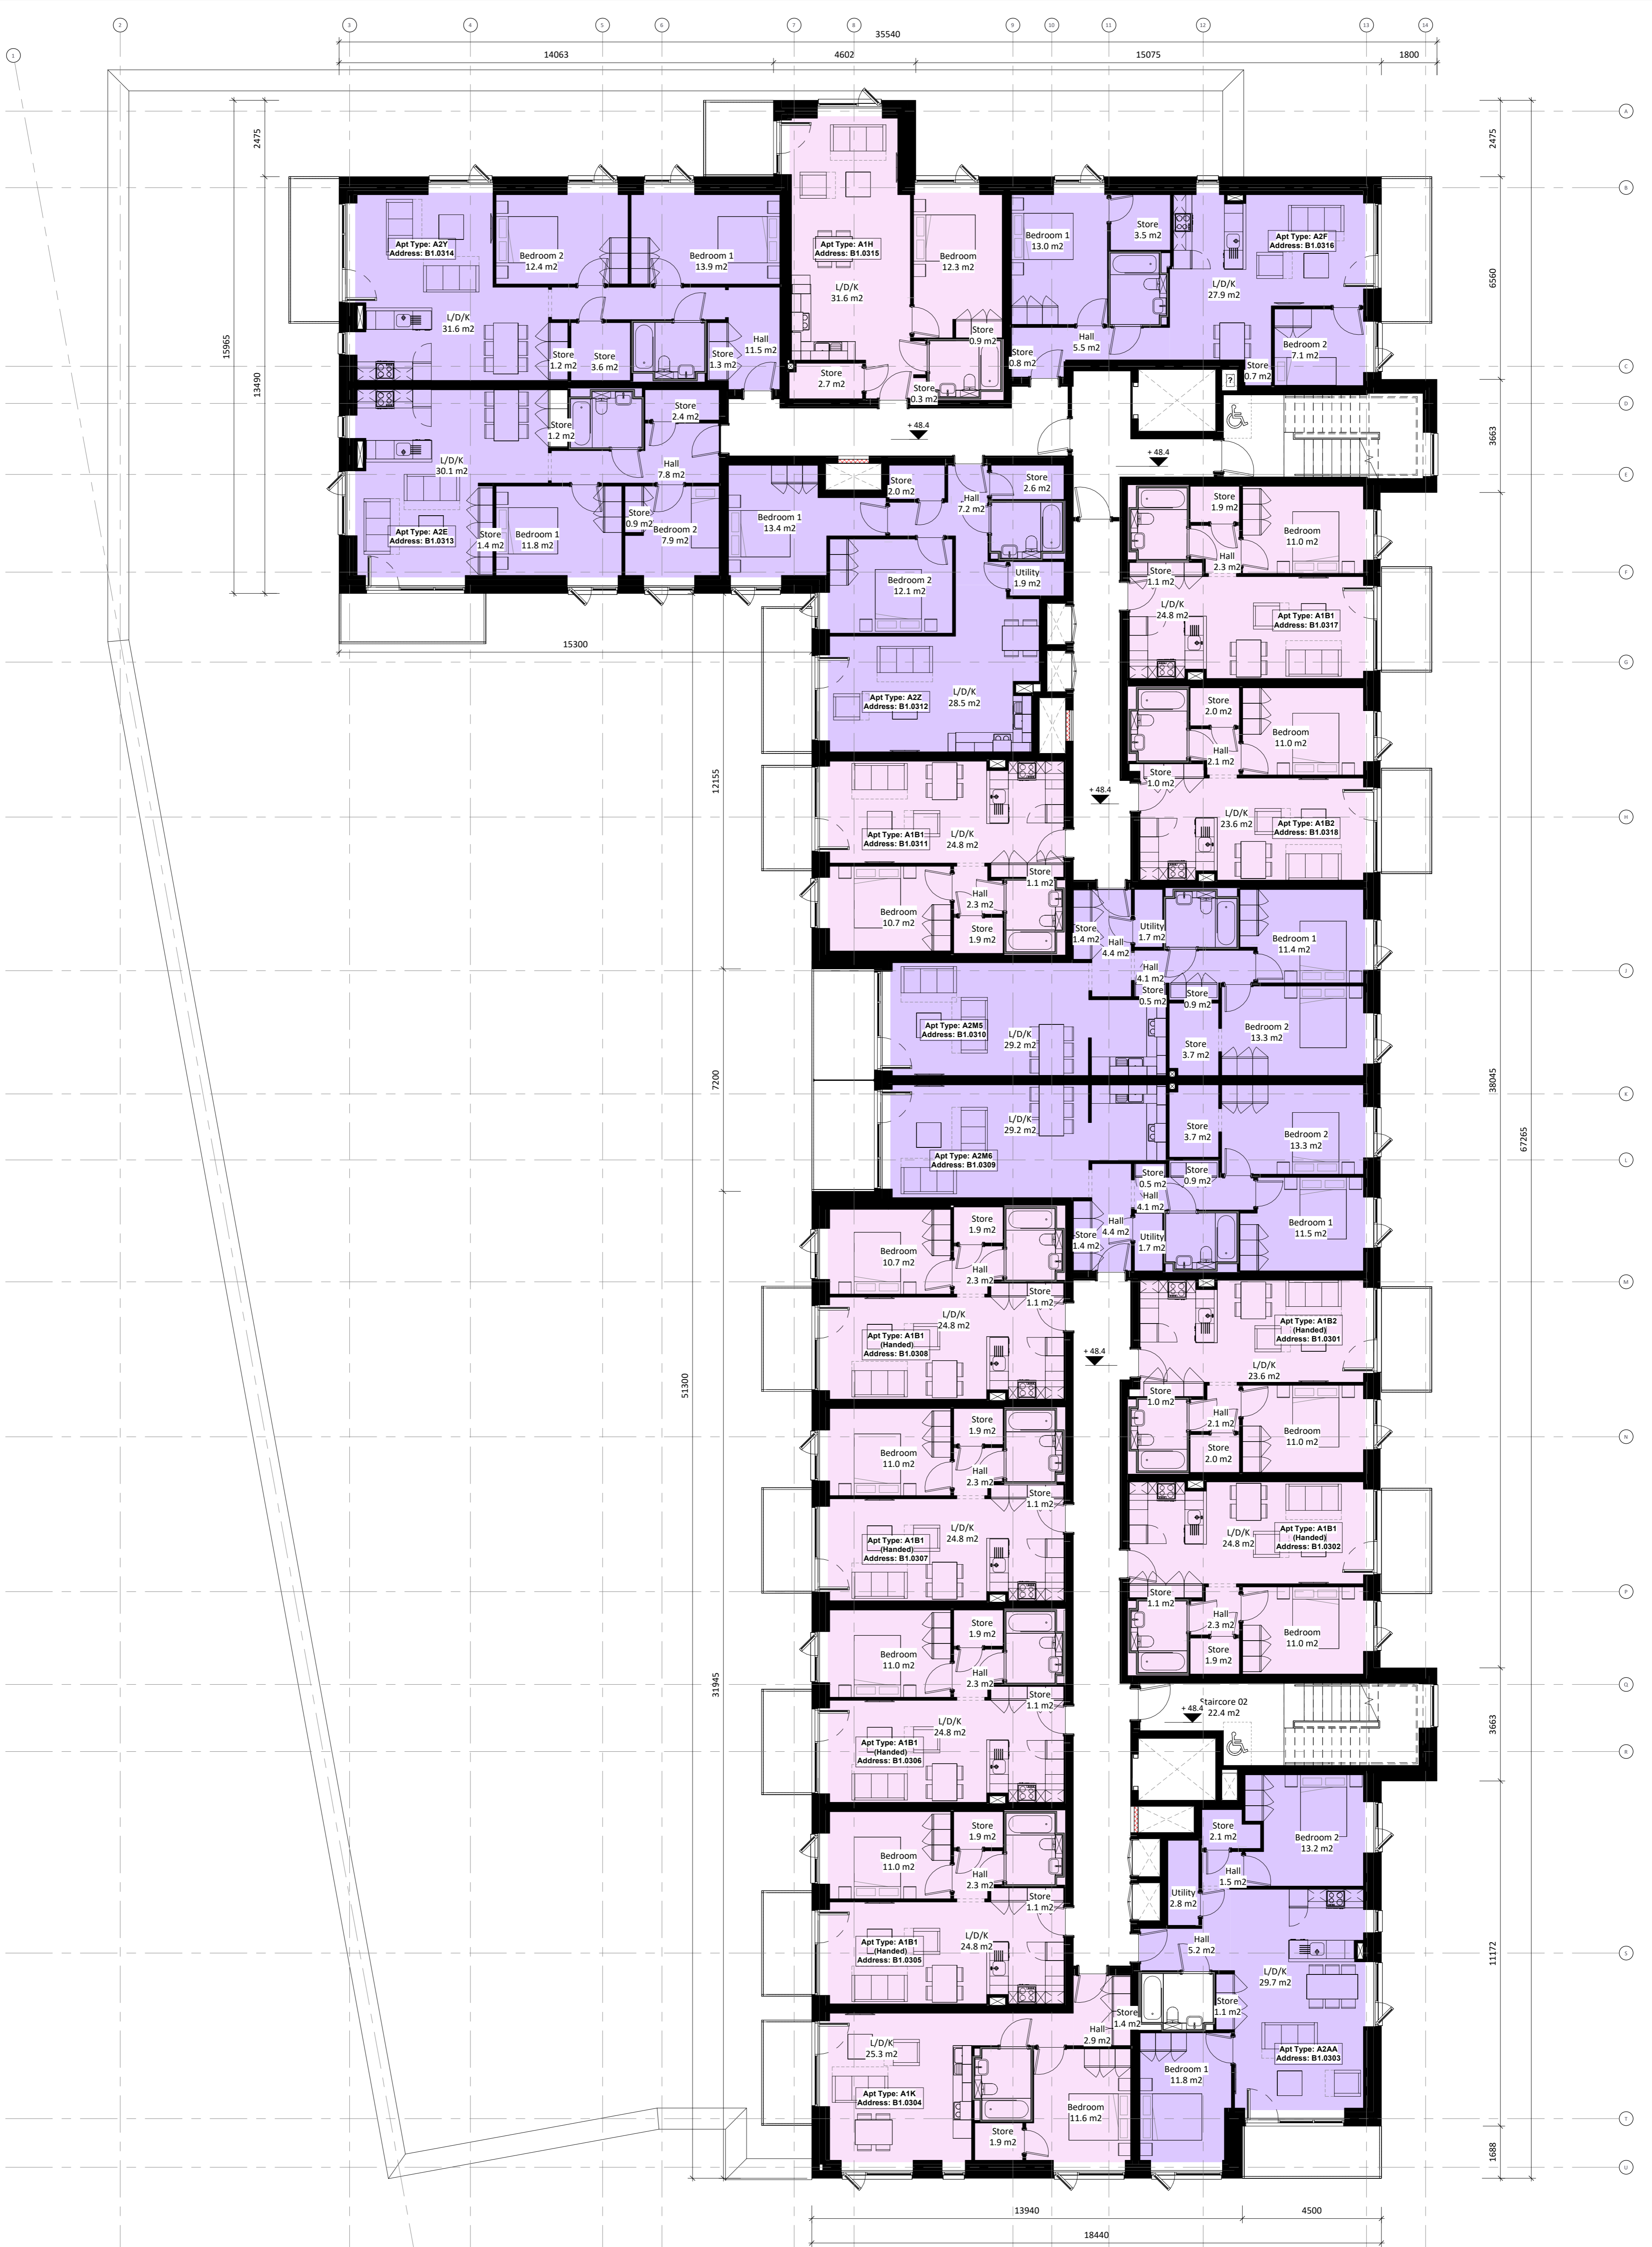 1
2
3
4
5
6
7
8
9
10
11
12
13
14
35540
14063
4602
15075
1800
A
B
C
D
E
F
G
H
J
K
L
M
N
P
Q
R
S
T
U
2475
15965
13490
2475
6560
3663
38045
67265
3663
11172
1688
15300
12155
7200
51300
31945
13940
4500
18440
Apt Type: A2Y
Address: B1.0314
L/D/K
31.6 m2
Bedroom 2
12.4 m2
Bedroom 1
13.9 m2
Store
1.2 m2
Store
3.6 m2
Store
1.3 m2
Hall
11.5 m2
Apt Type: A1H
Address: B1.0315
L/D/K
31.6 m2
Bedroom
12.3 m2
Store
0.9 m2
Store
2.7 m2
Store
0.3 m2
Bedroom 1
13.0 m2
Store
3.5 m2
Apt Type: A2F
Address: B1.0316
L/D/K
27.9 m2
Hall
5.5 m2
Store
0.8 m2
Bedroom 2
7.1 m2
Store
0.7 m2
?
L/D/K
30.1 m2
Store
1.2 m2
Store
2.4 m2
Hall
7.8 m2
Apt Type: A2E
Address: B1.0313
Store
1.4 m2
Bedroom 1
11.8 m2
Store
0.9 m2
Bedroom 2
7.9 m2
+ 48.4
+ 48.4
Bedroom 1
13.4 m2
Store
2.0 m2
Hall
7.2 m2
Store
2.6 m2
Bedroom 2
12.1 m2
Utility
1.9 m2
Apt Type: A2Z
Address: B1.0312
L/D/K
28.5 m2
Store
1.9 m2
Bedroom
11.0 m2
Hall
2.3 m2
Store
1.1 m2
L/D/K
24.8 m2
Apt Type: A1B1
Address: B1.0317
Store
2.0 m2
Bedroom
11.0 m2
Hall
2.1 m2
Store
1.0 m2
L/D/K
23.6 m2
Apt Type: A1B2
Address: B1.0318
+ 48.4
Apt Type: A1B1
Address: B1.0311
L/D/K
24.8 m2
Store
1.1 m2
Hall
2.3 m2
Bedroom
10.7 m2
Store
1.9 m2
Store
1.4 m2
Hall
4.4 m2
Utility
1.7 m2
Bedroom 1
11.4 m2
Hall
4.1 m2
Store
0.5 m2
Store
0.9 m2
Apt Type: A2M5
Address: B1.0310
L/D/K
29.2 m2
Store
3.7 m2
Bedroom 2
13.3 m2
L/D/K
29.2 m2
Store
3.7 m2
Bedroom 2
13.3 m2
Apt Type: A2M6
Address: B1.0309
Store
0.5 m2
Store
0.9 m2
Hall
4.1 m2
Hall
4.4 m2
Store
1.4 m2
Utility
1.7 m2
Bedroom 1
11.5 m2
Store
1.9 m2
Bedroom
10.7 m2
Hall
2.3 m2
Store
1.1 m2
L/D/K
24.8 m2
Apt Type: A1B1
(Handed)
Address: B1.0308
+ 48.4
Apt Type: A1B2
(Handed)
Address: B1.0301
L/D/K
23.6 m2
Store
1.0 m2
Hall
2.1 m2
Bedroom
11.0 m2
Store
2.0 m2
Store
1.9 m2
Bedroom
11.0 m2
Hall
2.3 m2
Store
1.1 m2
L/D/K
24.8 m2
Apt Type: A1B1
(Handed)
Address: B1.0307
Apt Type: A1B1
(Handed)
Address: B1.0302
L/D/K
24.8 m2
Store
1.1 m2
Hall
2.3 m2
Bedroom
11.0 m2
Store
1.9 m2
Store
1.9 m2
Bedroom
11.0 m2
Hall
2.3 m2
Store
1.1 m2
L/D/K
24.8 m2
Apt Type: A1B1
(Handed)
Address: B1.0306
Staircore 02
22.4 m2
+ 48.4
Store
1.9 m2
Bedroom
11.0 m2
Hall
2.3 m2
Store
1.1 m2
L/D/K
24.8 m2
Apt Type: A1B1
(Handed)
Address: B1.0305
Store
2.1 m2
Bedroom 2
13.2 m2
Hall
1.5 m2
Utility
2.8 m2
Hall
5.2 m2
L/D/K
29.7 m2
Store
1.1 m2
Apt Type: A2AA
Address: B1.0303
Bedroom 1
11.8 m2
Store
1.4 m2
Hall
2.9 m2
L/D/K
25.3 m2
Apt Type: A1K
Address: B1.0304
Bedroom
11.6 m2
Store
1.9 m2